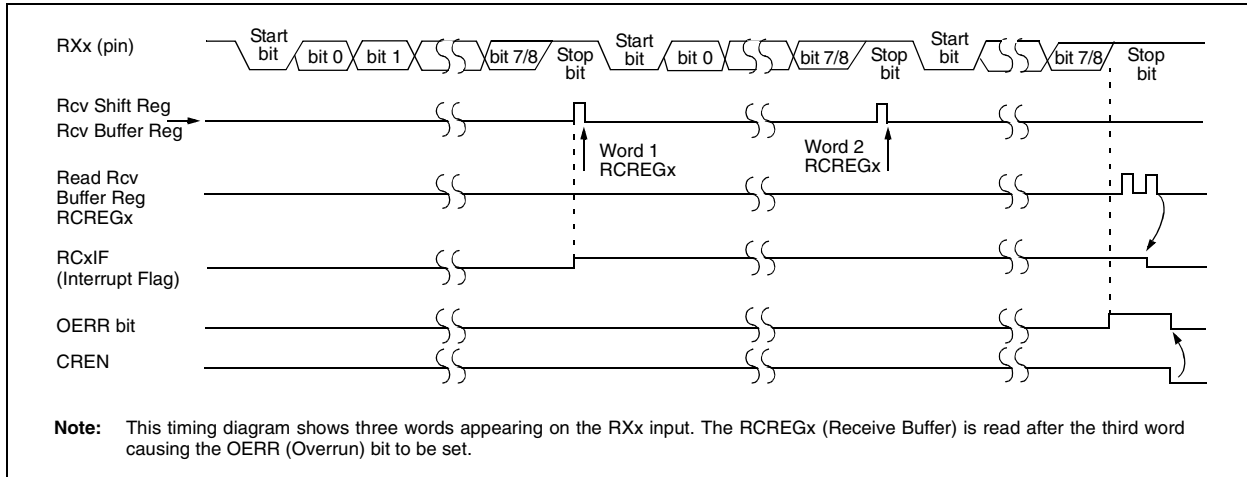 RXx (pin)
Start
bit
bit 0
bit 1
bit 7/8
Stop
bit
Start
bit
bit 0
bit 7/8
Stop
bit
Start
bit
bit 7/8
Stop
bit
Rcv Shift Reg
Rcv Buffer Reg
Word 1
RCREGx
Word 2
RCREGx
Read Rcv
Buffer Reg
RCREGx
RCxIF
(Interrupt Flag)
OERR bit
CREN
Note: This timing diagram shows three words appearing on the RXx input. The RCREGx (Receive Buffer) is read after the third word
causing the OERR (Overrun) bit to be set.